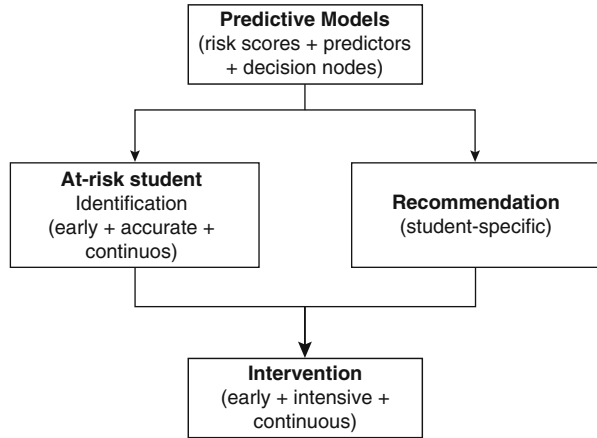 Predictive Models
(risk scores + predictors
+ decision nodes)
At-risk student
Identification
(early + accurate +
continuos)
Recommendation
(student-specific)
Intervention
(early + intensive +
continuous)